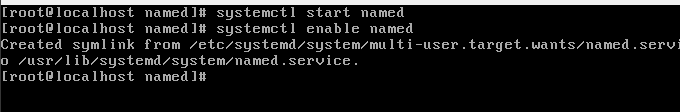 [root@localhost named]# systemctl start named
[root@localhost named]# systemctl enable named
Created symlink from /etc/systemd/system/multi-user.target.wants/named.servi
o /usr/lib/systemd/system/named.service.
[root@localhost named]#